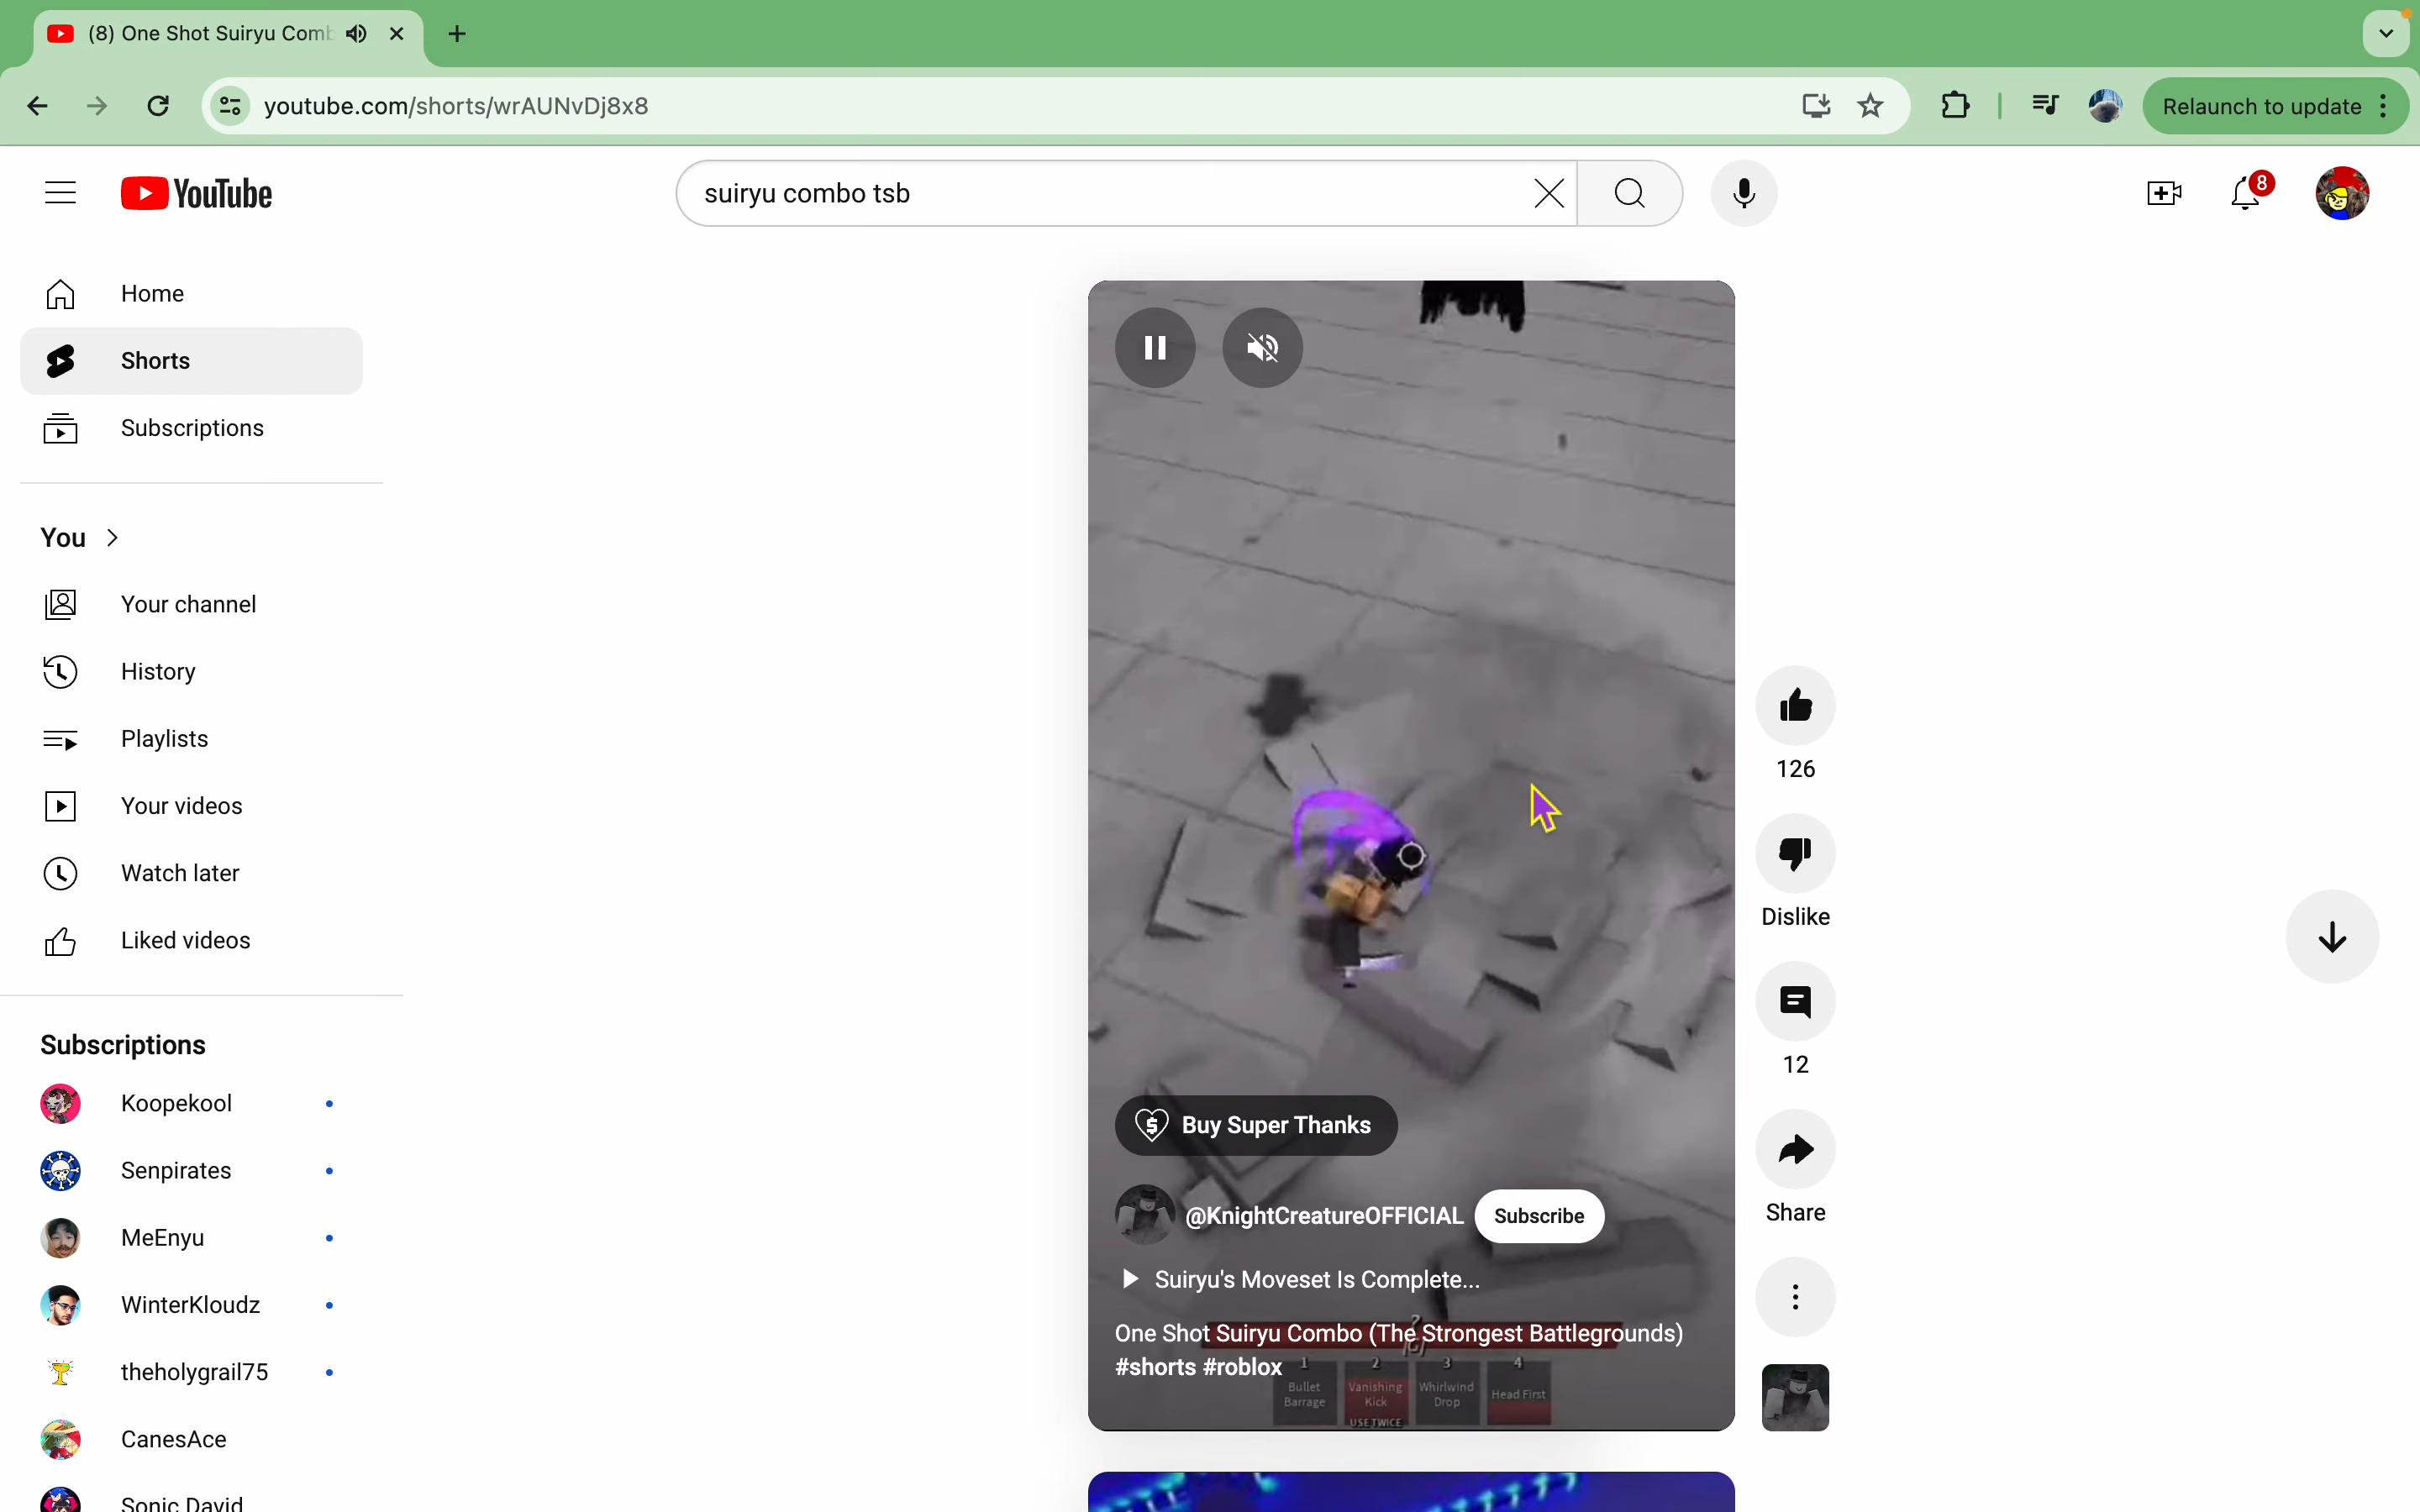 (8) One Shot Suiryu Comb
youtube.com/shorts/wrAUNvDj8x8
Relaunch to update
YouTube
suiryu combo tsb
8
Home
Shorts
Subscriptions
You
Your channel
History
Playlists
Your videos
Watch later
Liked videos
Subscriptions
Koopekool
Senpirates
MeEnyu
WinterKloudz
theholygrail75
CanesAce
Sonic David
126
Dislike
12
Share
Buy Super Thanks
@KnightCreatureOFFICIAL
Subscribe
Suiryu's Moveset Is Complete...
One Shot Suiryu Combo (The Strongest Battlegrounds)
#shorts #roblox
1 2 3 4
Bullet Barrage
Vanishing Kick
USE TWICE
Whirlwind Drop
Head First